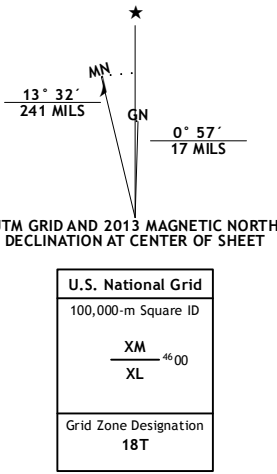 ★
MN
13° 32´
241 MILS
GN
0° 57´
17 MILS
UTM GRID AND 2013 MAGNETIC NORTH
DECLINATION AT CENTER OF SHEET
U.S. National Grid
100,000-m Square ID
XM
4600
XL
Grid Zone Designation
18T